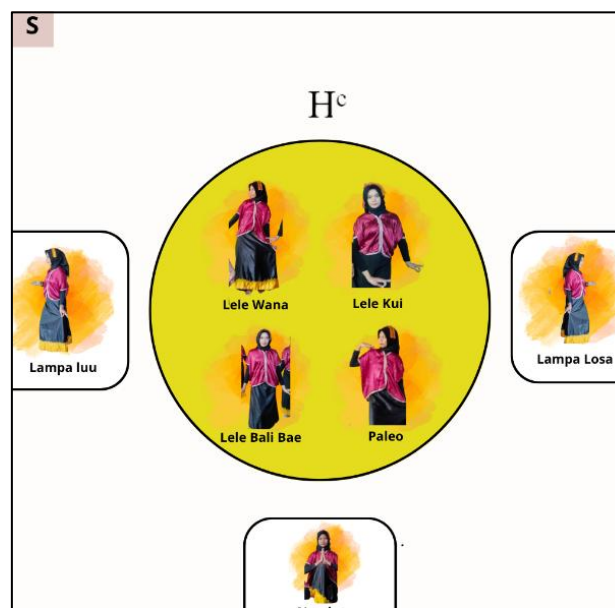 S
Hᶜ
Lele Wana
Lele Kui
Lampa luu
Lampa Losa
Lele Bali Bae
Paleo